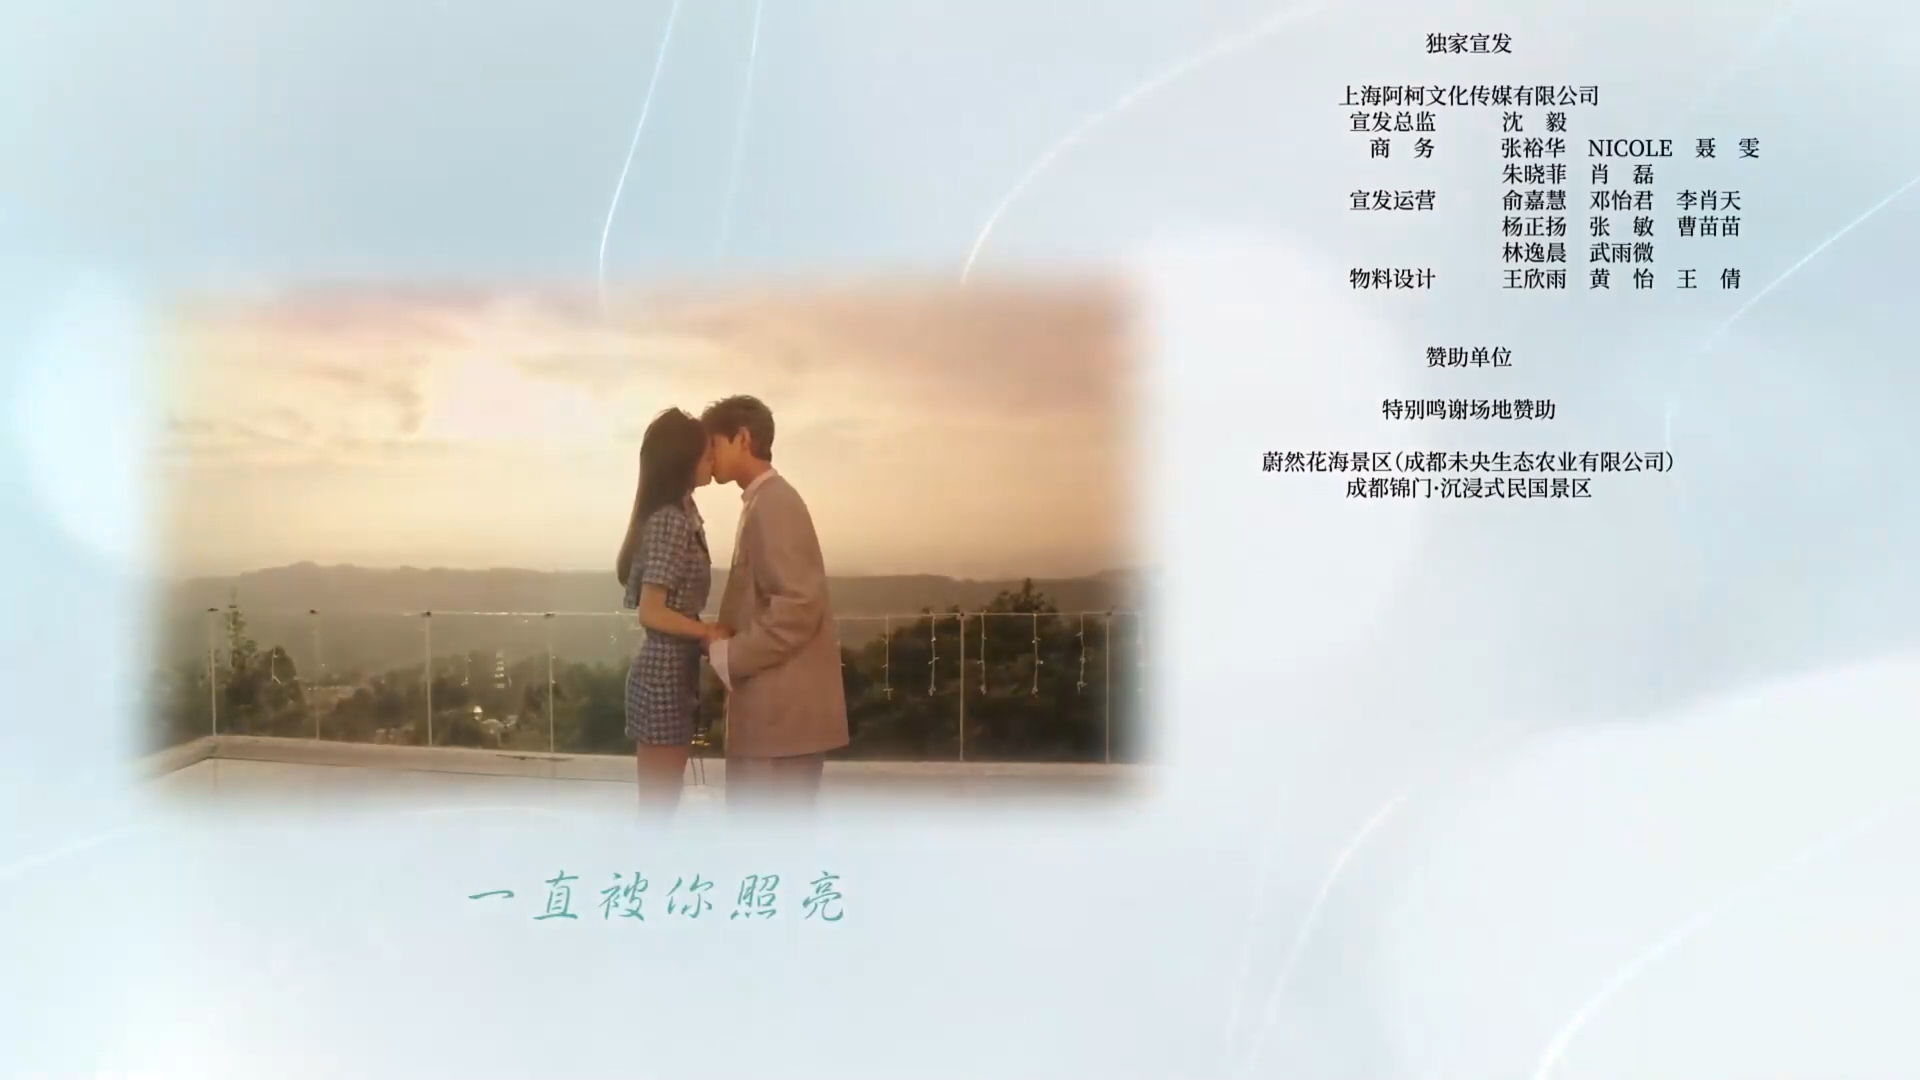 独家宣发
上海阿柯文化传媒有限公司
宣发总监 沈 毅
商 务 张裕华 NICOLE 聂 雯
朱晓菲 肖 磊
宣发运营 俞嘉慧 邓怡君 李肖天
杨正扬 张 敏 曹苗苗
林逸晨 武雨微
物料设计 王欣雨 黄 怡 王 倩
赞助单位
特别鸣谢场地赞助
蔚然花海景区(成都未央生态农业有限公司)
成都锦门·沉浸式民国景区
一直被你照亮